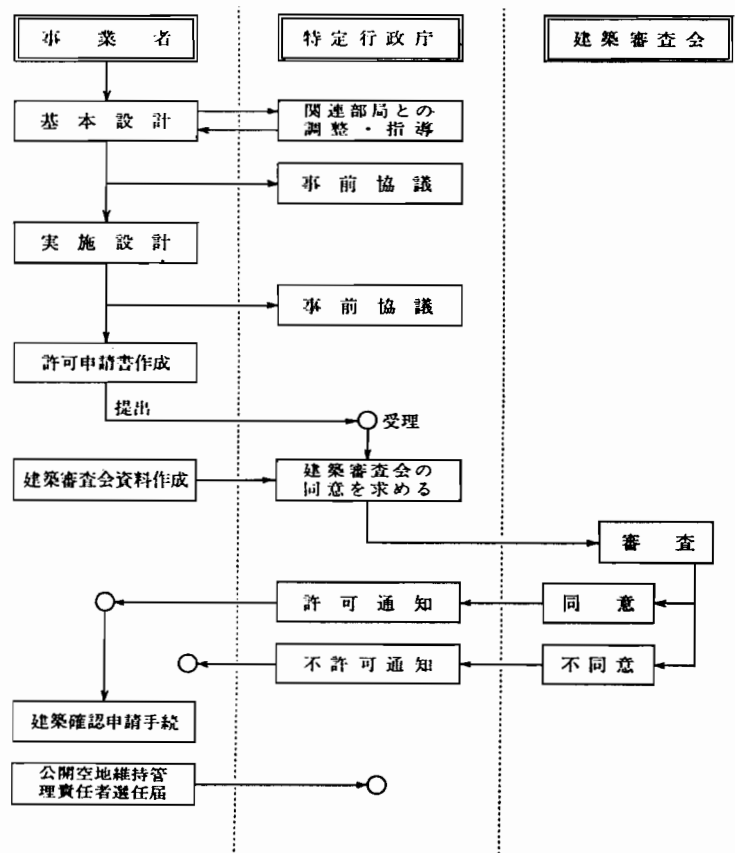 事業者
特定行政庁
建築審査会
基本設計
関連部局との
調整・指導
事前協議
実施設計
事前協議
許可申請書作成
提出
受理
建築審査会資料作成
建築審査会の
同意を求める
審査
許可通知
同意
不許可通知
不同意
建築確認申請手続
公開空地維持管
理責任者選任届